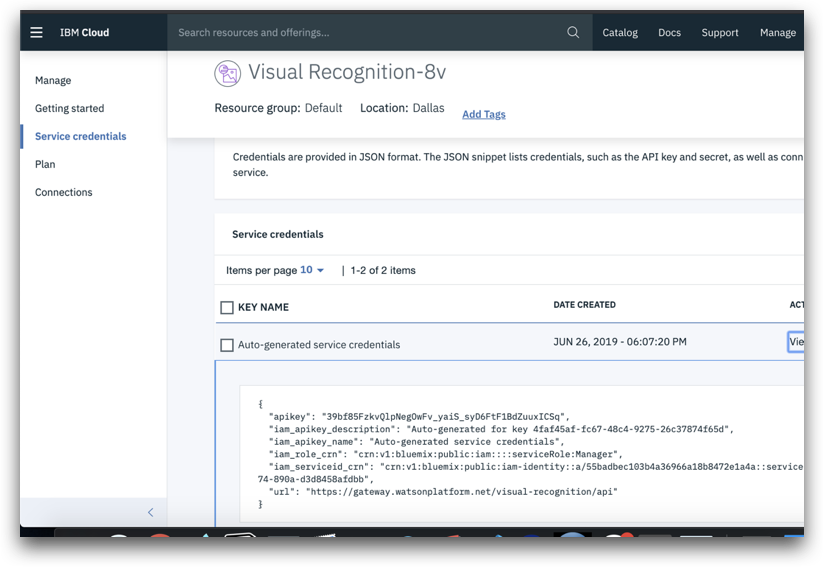 IBM Cloud
Search resources and offerings...
Catalog Docs Support Manage
Manage
Getting started
Service credentials
Plan
Connections
Visual Recognition-8v
Resource group: Default Location: Dallas Add Tags
Credentials are provided in JSON format. The JSON snippet lists credentials, such as the API key and secret, as well as conn
service.
Service credentials
Items per page 10 | 1-2 of 2 items
KEY NAME DATE CREATED ACT
Auto-generated service credentials JUN 26, 2019 - 06:07:20 PM Vie
{
"apikey": "39bf85FzkvQlpNegOwFv_yaiS_syD6FtF1BdZuuxICSq",
"iam_apikey_description": "Auto-generated for key 4faf45af-fc67-48c4-9275-26c37874f65d",
"iam_apikey_name": "Auto-generated service credentials",
"iam_role_crn": "crn:v1:bluemix:public:iam::::serviceRole:Manager",
"iam_serviceid_crn": "crn:v1:bluemix:public:iam-identity::a/55badbec103b4a36966a18b8472e1a4a::service
74-890a-d3d8458afdbb",
"url": "https://gateway.watsonplatform.net/visual-recognition/api"
}